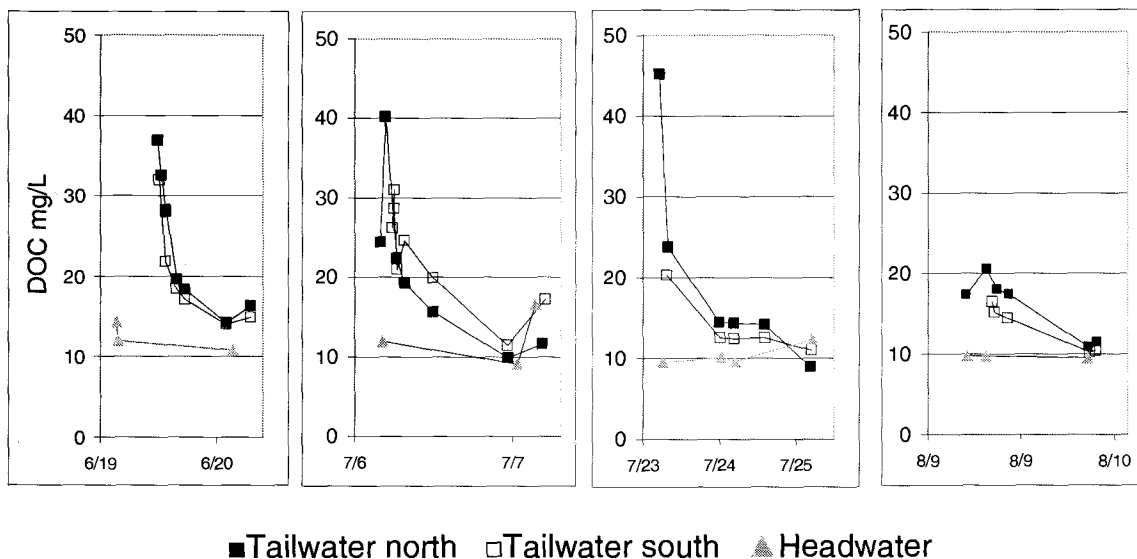 50 50 50 50
40 40 40 40
30 30 30 30
20 20 20 20
10 10 10 10
0 0 0 0
DOC mg/L
6/19 6/20 7/6 7/7 7/23 7/24 7/25 8/9 8/9 8/10
Tailwater north Tailwater south Headwater